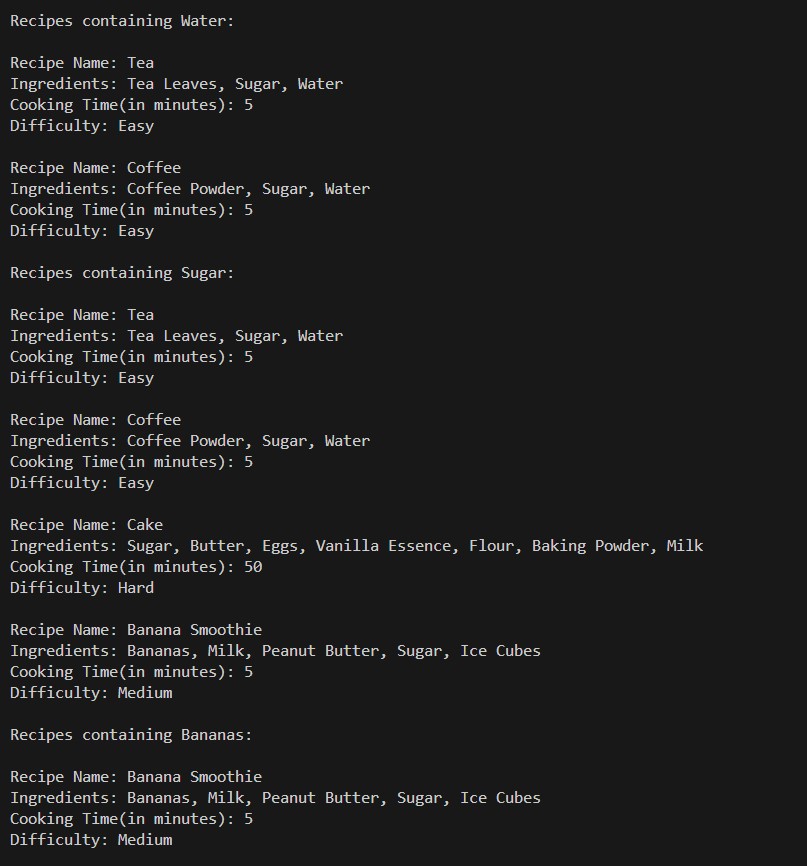 Recipes containing Water:
Recipe Name: Tea
Ingredients: Tea Leaves, Sugar, Water
Cooking Time(in minutes): 5
Difficulty: Easy
Recipe Name: Coffee
Ingredients: Coffee Powder, Sugar, Water
Cooking Time(in minutes): 5
Difficulty: Easy
Recipes containing Sugar:
Recipe Name: Tea
Ingredients: Tea Leaves, Sugar, Water
Cooking Time(in minutes): 5
Difficulty: Easy
Recipe Name: Coffee
Ingredients: Coffee Powder, Sugar, Water
Cooking Time(in minutes): 5
Difficulty: Easy
Recipe Name: Cake
Ingredients: Sugar, Butter, Eggs, Vanilla Essence, Flour, Baking Powder, Milk
Cooking Time(in minutes): 50
Difficulty: Hard
Recipe Name: Banana Smoothie
Ingredients: Bananas, Milk, Peanut Butter, Sugar, Ice Cubes
Cooking Time(in minutes): 5
Difficulty: Medium
Recipes containing Bananas:
Recipe Name: Banana Smoothie
Ingredients: Bananas, Milk, Peanut Butter, Sugar, Ice Cubes
Cooking Time(in minutes): 5
Difficulty: Medium